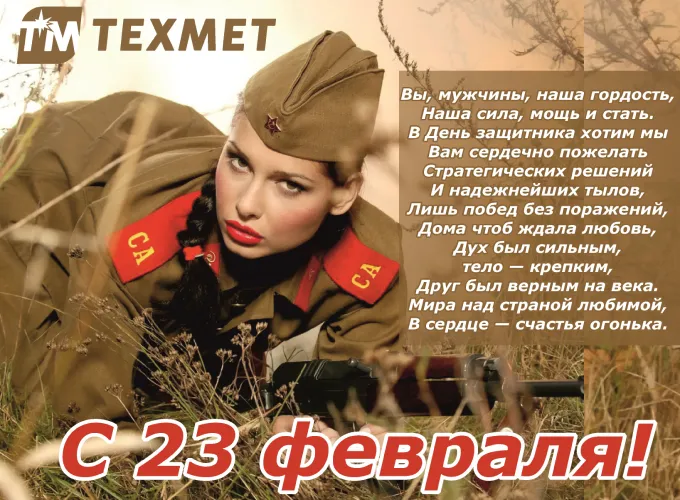 ТМ ТЕХМЕТ
Вы, мужчины, наша гордость,
Наша сила, мощь и стать.
В День защитника хотим мы
Вам сердечно пожелать
Стратегических решений
И надежнейших тылов,
Лишь побед без поражений,
Дома чтоб ждала любовь,
Дух был сильным,
тело — крепким,
Друг был верным на века.
Мира над страной любимой,
В сердце — счастья огонька.
СА
СА
С 23 февраля!